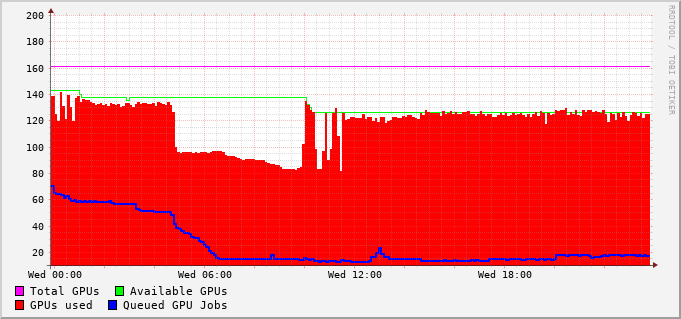 200
180
160
140
120
100
80
60
40
20
Wed 00:00 Wed 06:00 Wed 12:00 Wed 18:00
Total GPUs Available GPUs
GPUs used Queued GPU Jobs
RRDTOOL / TOBI OETIKER